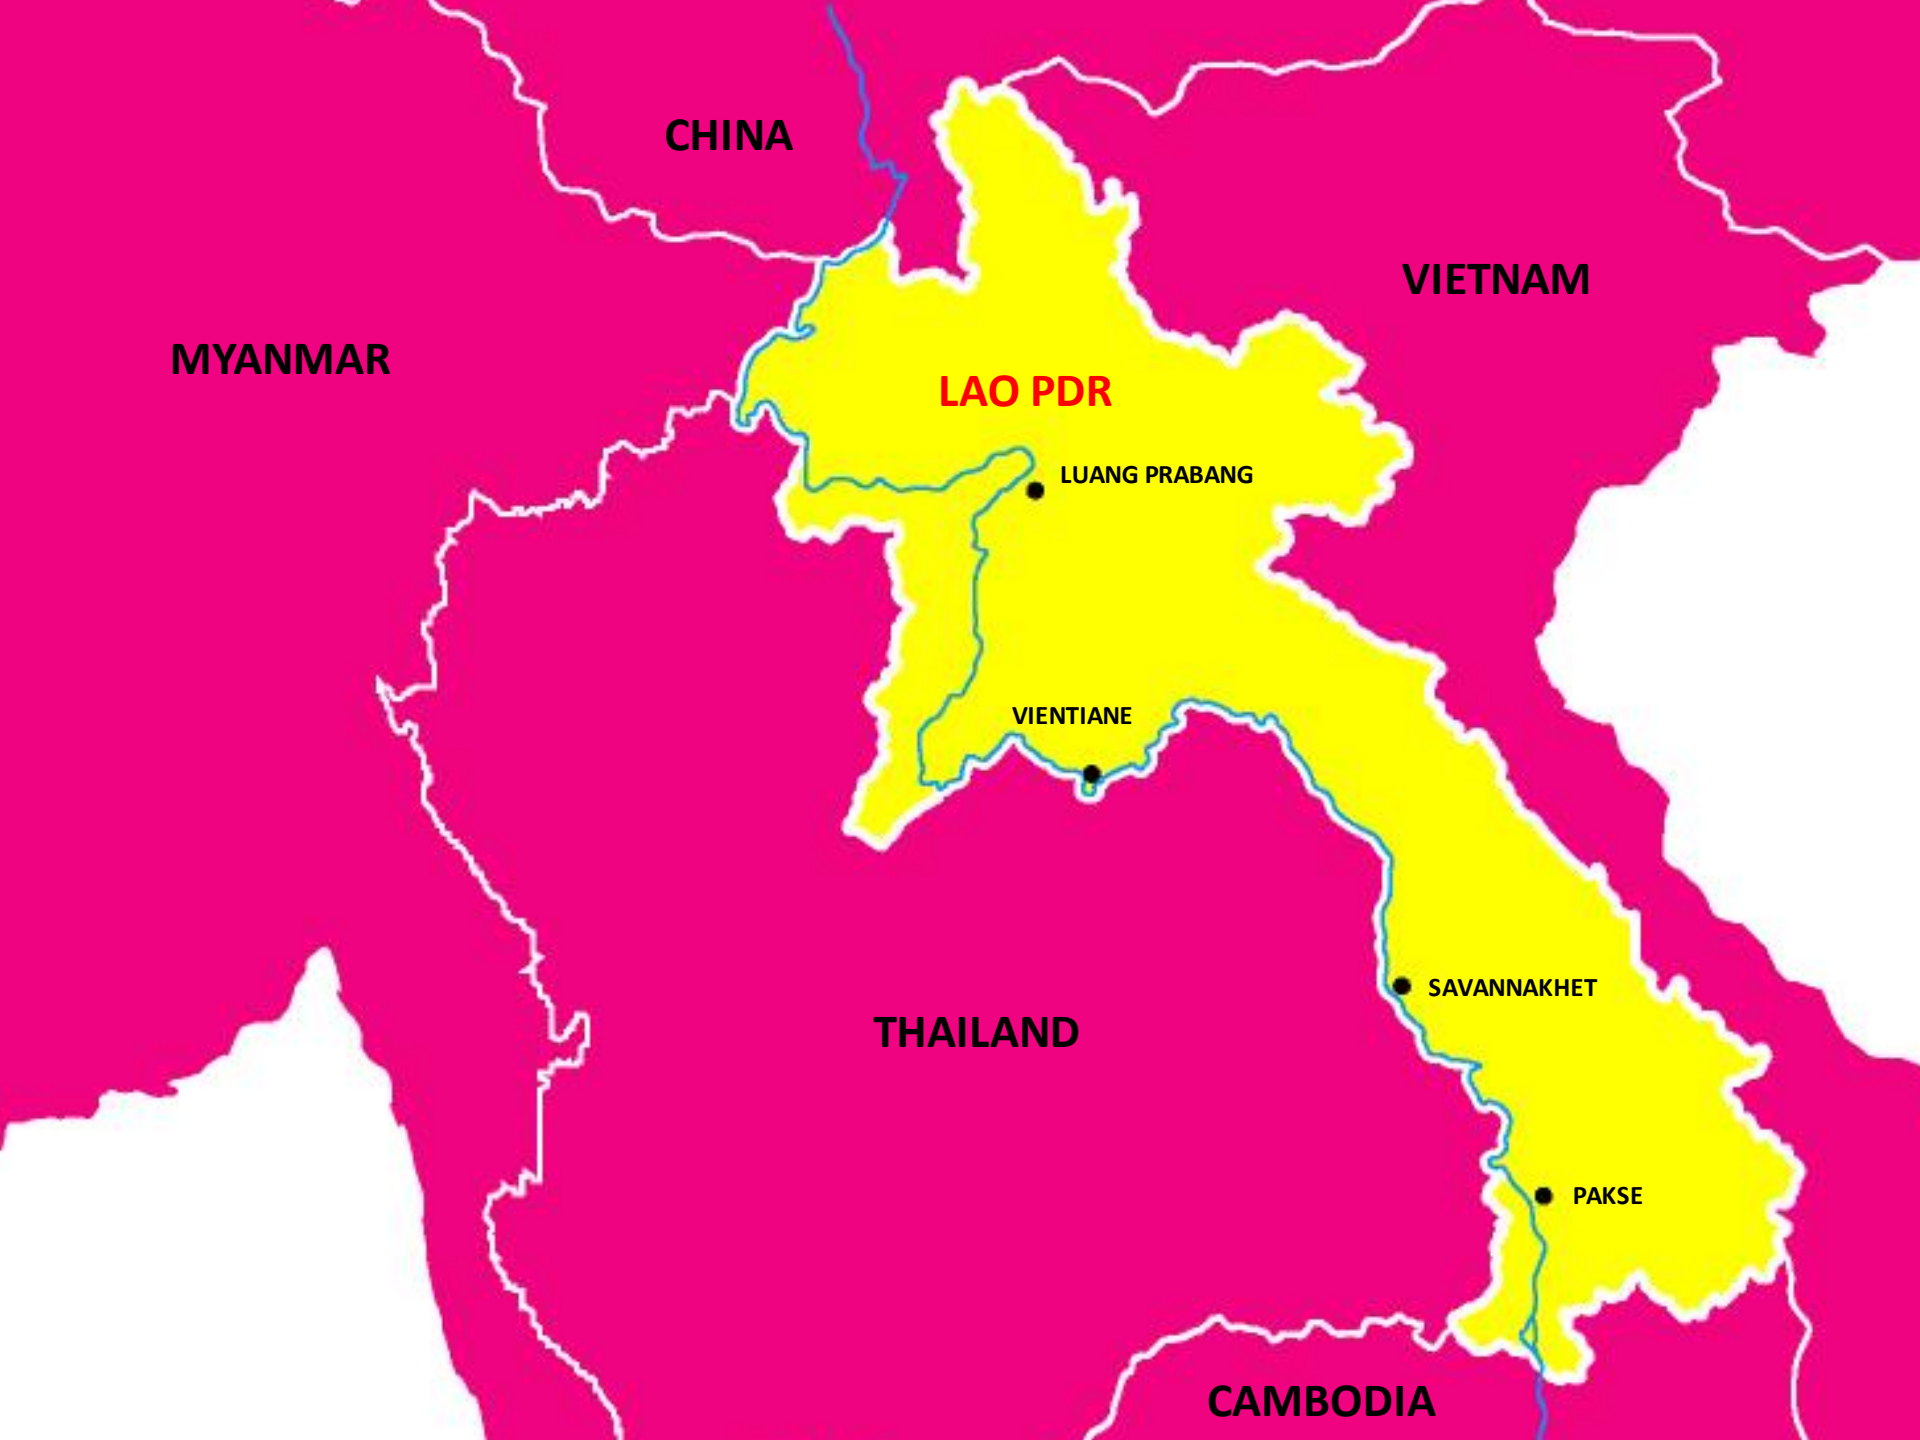 CHINA
VIETNAM
MYANMAR
LAO PDR
LUANG PRABANG
VIENTIANE
SAVANNAKHET
THAILAND
PAKSE
CAMBODIA